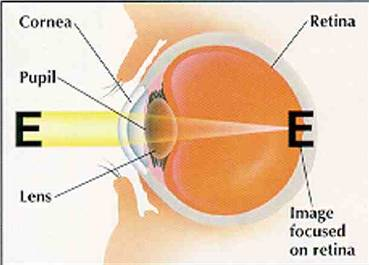 Cornea
Retina
Pupil
E
E
Lens
Image
focused
on retina